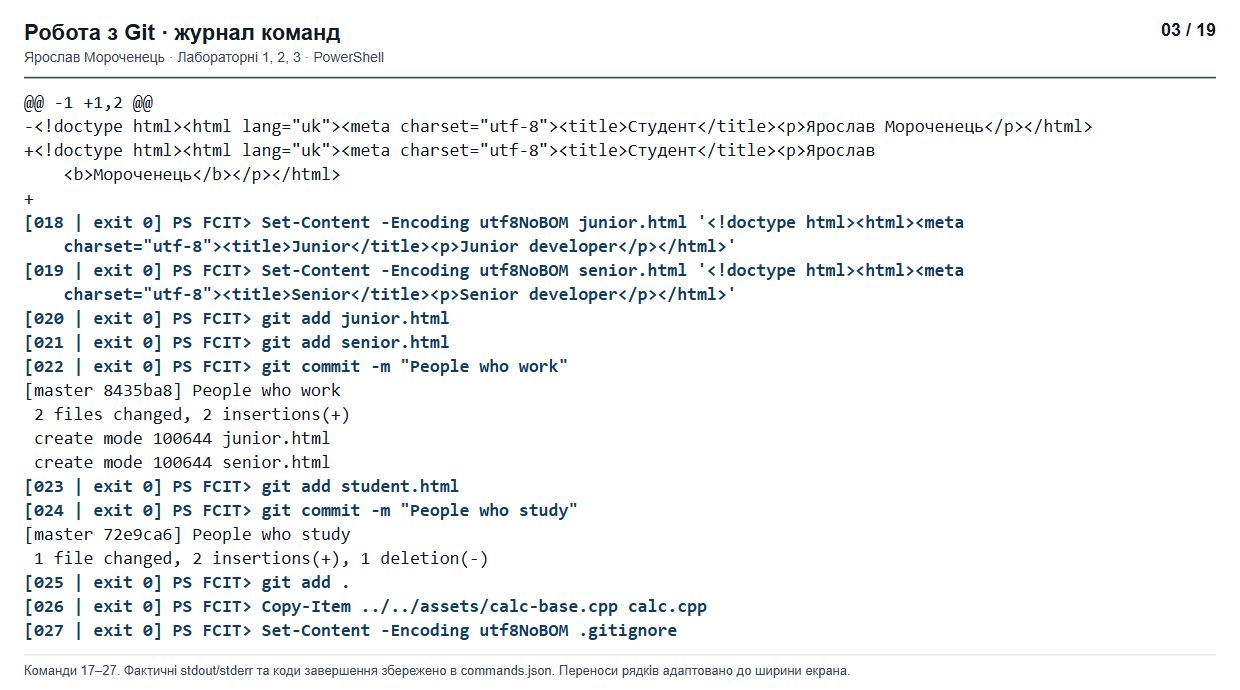 Робота з Git · журнал команд
03 / 19
Ярослав Мороченець · Лабораторні 1, 2, 3 · PowerShell
@@ -1 +1,2 @@
-<!doctype html><html lang="uk"><meta charset="utf-8"><title>Студент</title><p>Ярослав Мороченець</p></html>
+<!doctype html><html lang="uk"><meta charset="utf-8"><title>Студент</title><p>Ярослав
    <b>Мороченець</b></p></html>
+
[018 | exit 0] PS FCIT> Set-Content -Encoding utf8NoBOM junior.html '<!doctype html><html><meta
    charset="utf-8"><title>Junior</title><p>Junior developer</p></html>'
[019 | exit 0] PS FCIT> Set-Content -Encoding utf8NoBOM senior.html '<!doctype html><html><meta
    charset="utf-8"><title>Senior</title><p>Senior developer</p></html>'
[020 | exit 0] PS FCIT> git add junior.html
[021 | exit 0] PS FCIT> git add senior.html
[022 | exit 0] PS FCIT> git commit -m "People who work"
[master 8435ba8] People who work
 2 files changed, 2 insertions(+)
 create mode 100644 junior.html
 create mode 100644 senior.html
[023 | exit 0] PS FCIT> git add student.html
[024 | exit 0] PS FCIT> git commit -m "People who study"
[master 72e9ca6] People who study
 1 file changed, 2 insertions(+), 1 deletion(-)
[025 | exit 0] PS FCIT> git add .
[026 | exit 0] PS FCIT> Copy-Item ../../assets/calc-base.cpp calc.cpp
[027 | exit 0] PS FCIT> Set-Content -Encoding utf8NoBOM .gitignore
Команди 17–27. Фактичні stdout/stderr та коди завершення збережено в commands.json. Переноси рядків адаптовано до ширини екрана.